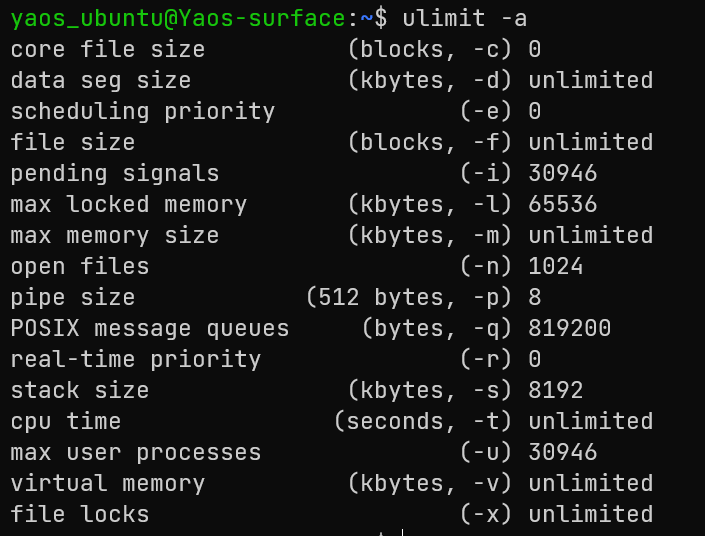 yaos_ubuntu@Yaos-surface:~$ ulimit -a
core file size          (blocks, -c) 0
data seg size           (kbytes, -d) unlimited
scheduling priority             (-e) 0
file size               (blocks, -f) unlimited
pending signals                 (-i) 30946
max locked memory       (kbytes, -l) 65536
max memory size         (kbytes, -m) unlimited
open files                      (-n) 1024
pipe size            (512 bytes, -p) 8
POSIX message queues     (bytes, -q) 819200
real-time priority              (-r) 0
stack size              (kbytes, -s) 8192
cpu time               (seconds, -t) unlimited
max user processes              (-u) 30946
virtual memory          (kbytes, -v) unlimited
file locks                      (-x) unlimited